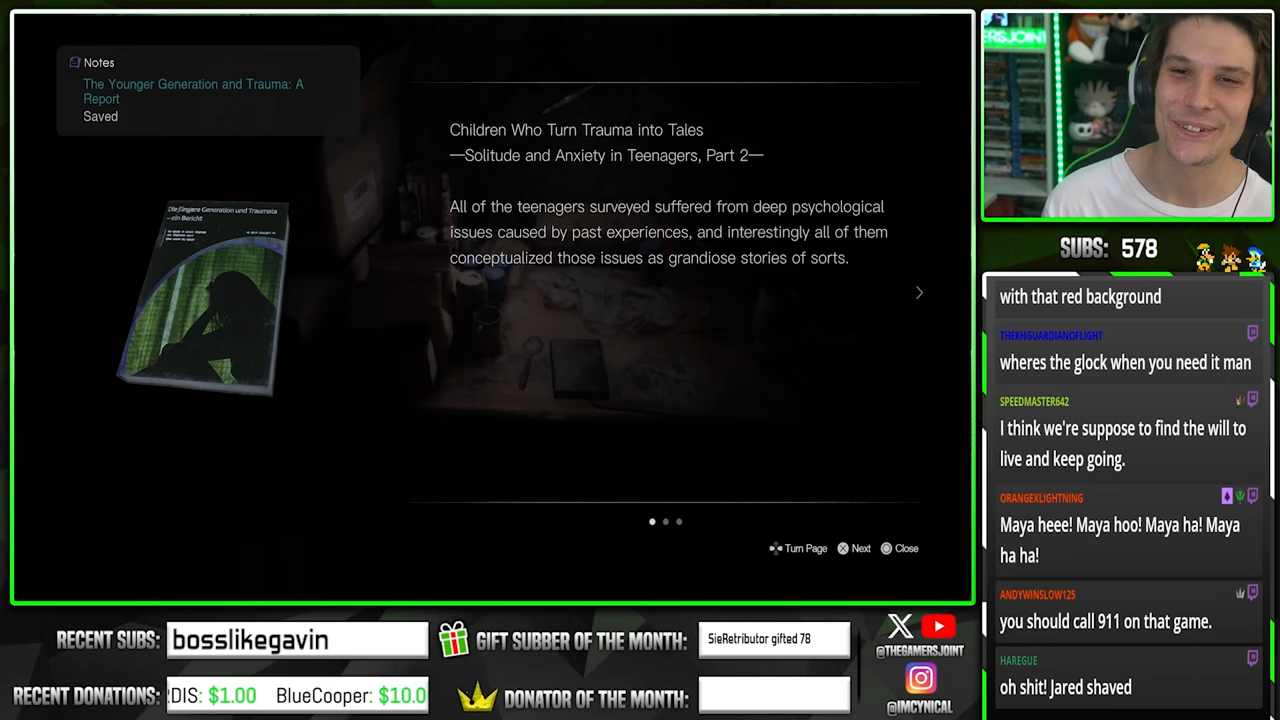 Notes
The Younger Generation and Trauma: A
Report
Saved
Die jüngere Generation und Traumata
– ein Bericht
Children Who Turn Trauma into Tales
—Solitude and Anxiety in Teenagers, Part 2—
All of the teenagers surveyed suffered from deep psychological
issues caused by past experiences, and interestingly all of them
conceptualized those issues as grandiose stories of sorts.
Turn Page Next Close
SUBS: 578
with that red background
THEKHGUARDIANOFLIGHT
wheres the glock when you need it man
SPEEDMASTER642
I think we're suppose to find the will to
live and keep going.
ORANGEXLIGHTNING
Maya heee! Maya hoo! Maya ha! Maya
ha ha!
ANDYWINSLOW125
you should call 911 on that game.
HAREGUE
oh shit! Jared shaved
RECENT SUBS: bosslikegavin
GIFT SUBBER OF THE MONTH: SieRetributor gifted 78
@THEGAMERSJOINT
RECENT DONATIONS: DIS: $1.00 BlueCooper: $10.0
DONATOR OF THE MONTH:
@IMCYNICAL